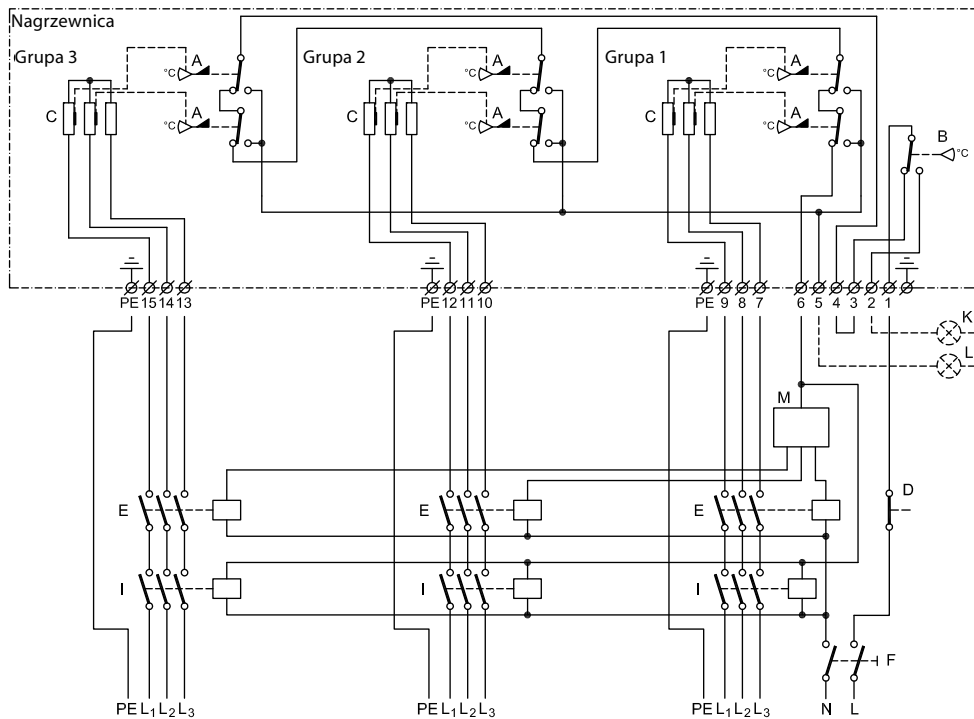 Nagrzewnica
Grupa 3 Grupa 2 Grupa 1
A A A
°C °C °C
C C C B °C
A A A
°C °C °C
PE 15 14 13 PE 12 11 10 PE 9 8 7 6 5 4 3 2 1
K
L
M
D
E E E
I I I
F
PE L1 L2 L3 PE L1 L2 L3 PE L1 L2 L3 N L